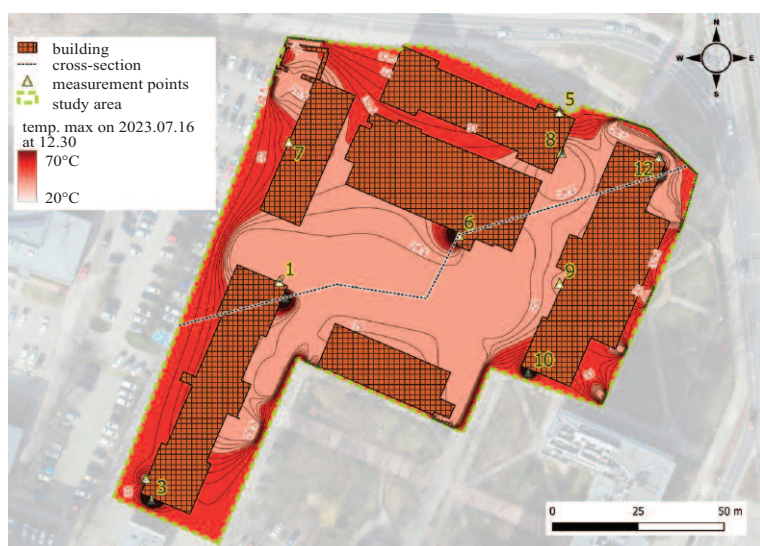 building
cross-section
measurement points
study area
temp. max on 2023.07.16
at 12.30
70°C
20°C
N
W
E
S
5
8
7
12
6
1
9
10
3
0
25
50 m